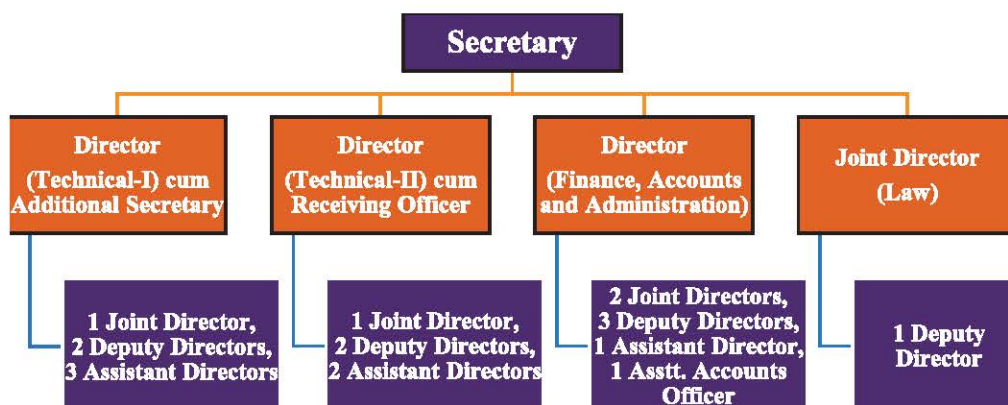 Secretary
Director
(Technical-I) cum
Additional Secretary
Director
(Technical-II) cum
Receiving Officer
Director
(Finance, Accounts
and Administration)
Joint Director
(Law)
1 Joint Director,
2 Deputy Directors,
3 Assistant Directors
1 Joint Director,
2 Deputy Directors,
2 Assistant Directors
2 Joint Directors,
3 Deputy Directors,
1 Assistant Director,
1 Asstt. Accounts
Officer
1 Deputy
Director